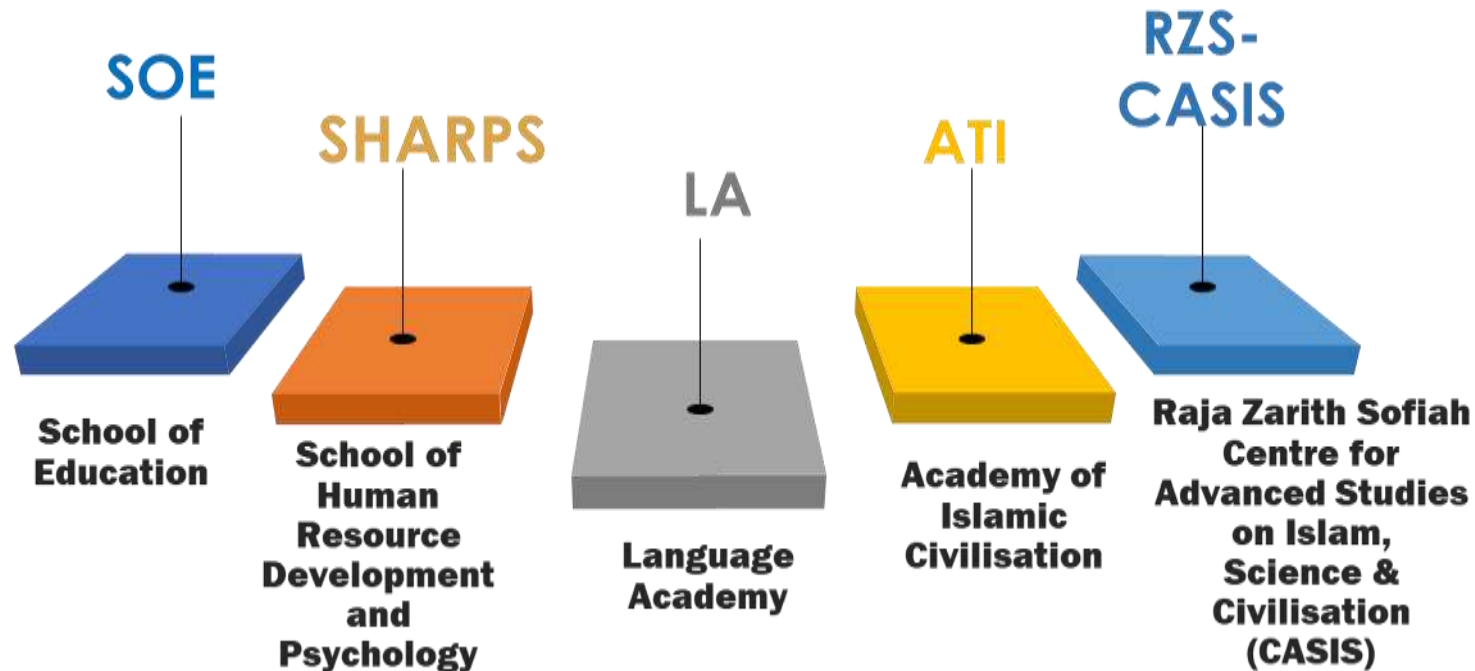 SOE
School of
Education
SHARPS
School of
Human
Resource
Development
and
Psychology
LA
Language
Academy
ATI
Academy of
Islamic
Civilisation
RZS-
CASIS
Raja Zarith Sofiah
Centre for
Advanced Studies
on Islam,
Science &
Civilisation
(CASIS)